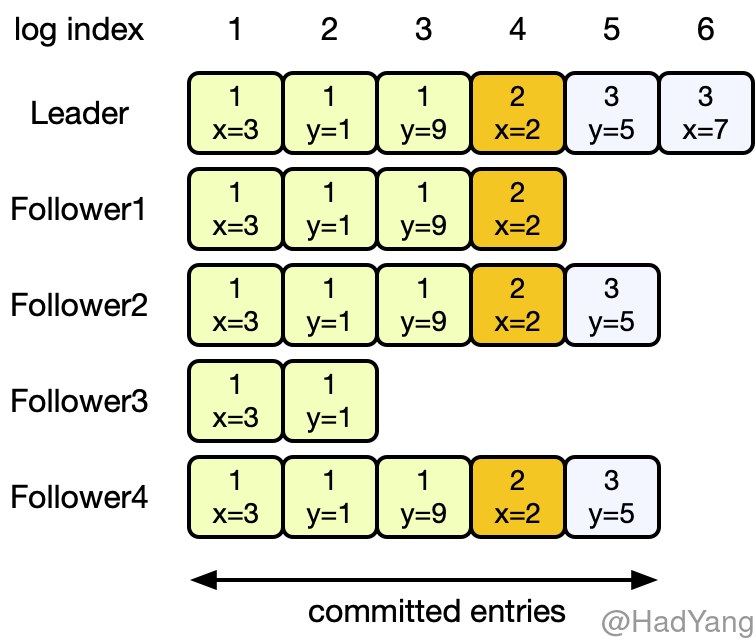 log index 1 2 3 4 5 6
Leader
1 1 1 2 3 3
x=3 y=1 y=9 x=2 y=5 x=7
Follower1
1 1 1 2
x=3 y=1 y=9 x=2
Follower2
1 1 1 2 3
x=3 y=1 y=9 x=2 y=5
Follower3
1 1
x=3 y=1
Follower4
1 1 1 2 3
x=3 y=1 y=9 x=2 y=5
committed entries
@HadYang